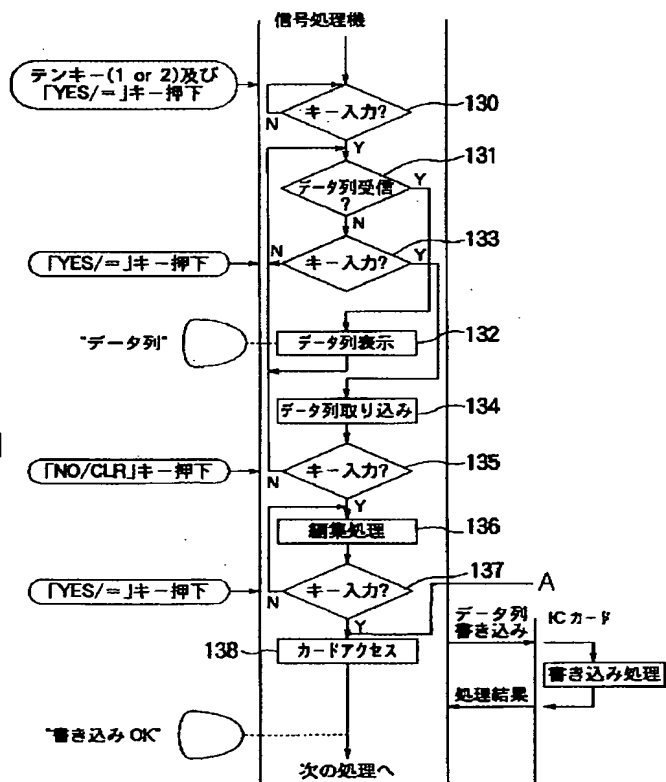 信号処理機
テンキー(1 or 2)及び
「YES/=」キー押下
キー入力?
130
N
Y
131
データ列受信
?
Y
N
133
「YES/=」キー押下
N
キー入力?
Y
"データ列"
データ列表示
132
データ列取り込み
134
「NO/CLR」キー押下
キー入力?
135
N
Y
編集処理
136
「YES/=」キー押下
キー入力?
137
N
Y
A
138
カードアクセス
データ列
書き込み
ICカード
書き込み処理
処理結果
"書き込みOK"
次の処理へ